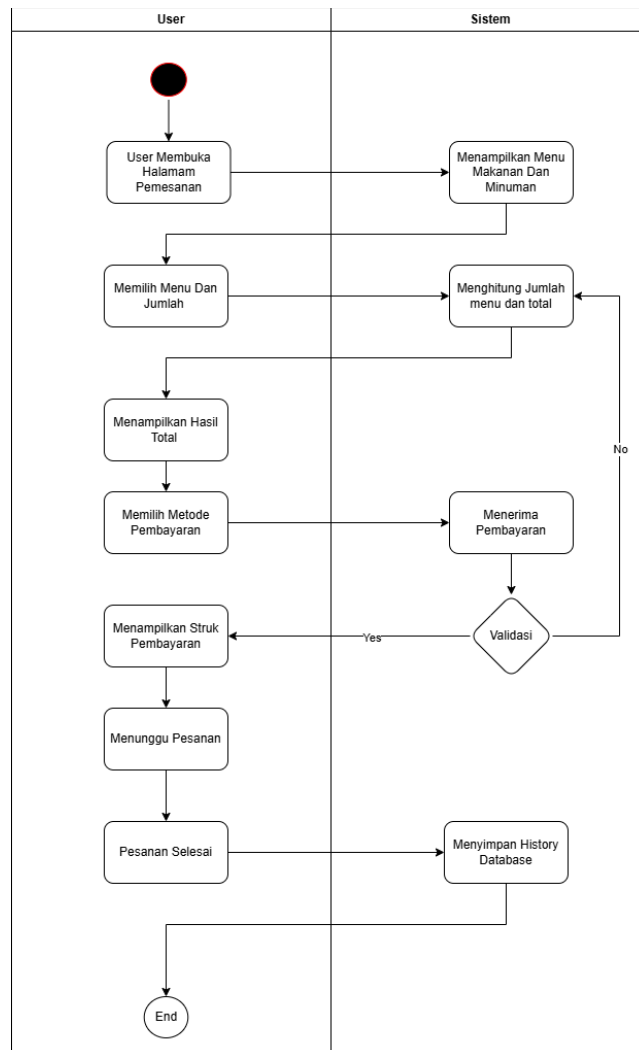 User
Sistem
User Membuka
Halamam
Pemesanan
Menampilkan Menu
Makanan Dan
Minuman
Memilih Menu Dan
Jumlah
Menghitung Jumlah
menu dan total
Menampilkan Hasil
Total
No
Memilih Metode
Pembayaran
Menerima
Pembayaran
Menampilkan Struk
Pembayaran
Yes
Validasi
Menunggu Pesanan
Pesanan Selesai
Menyimpan History
Database
End